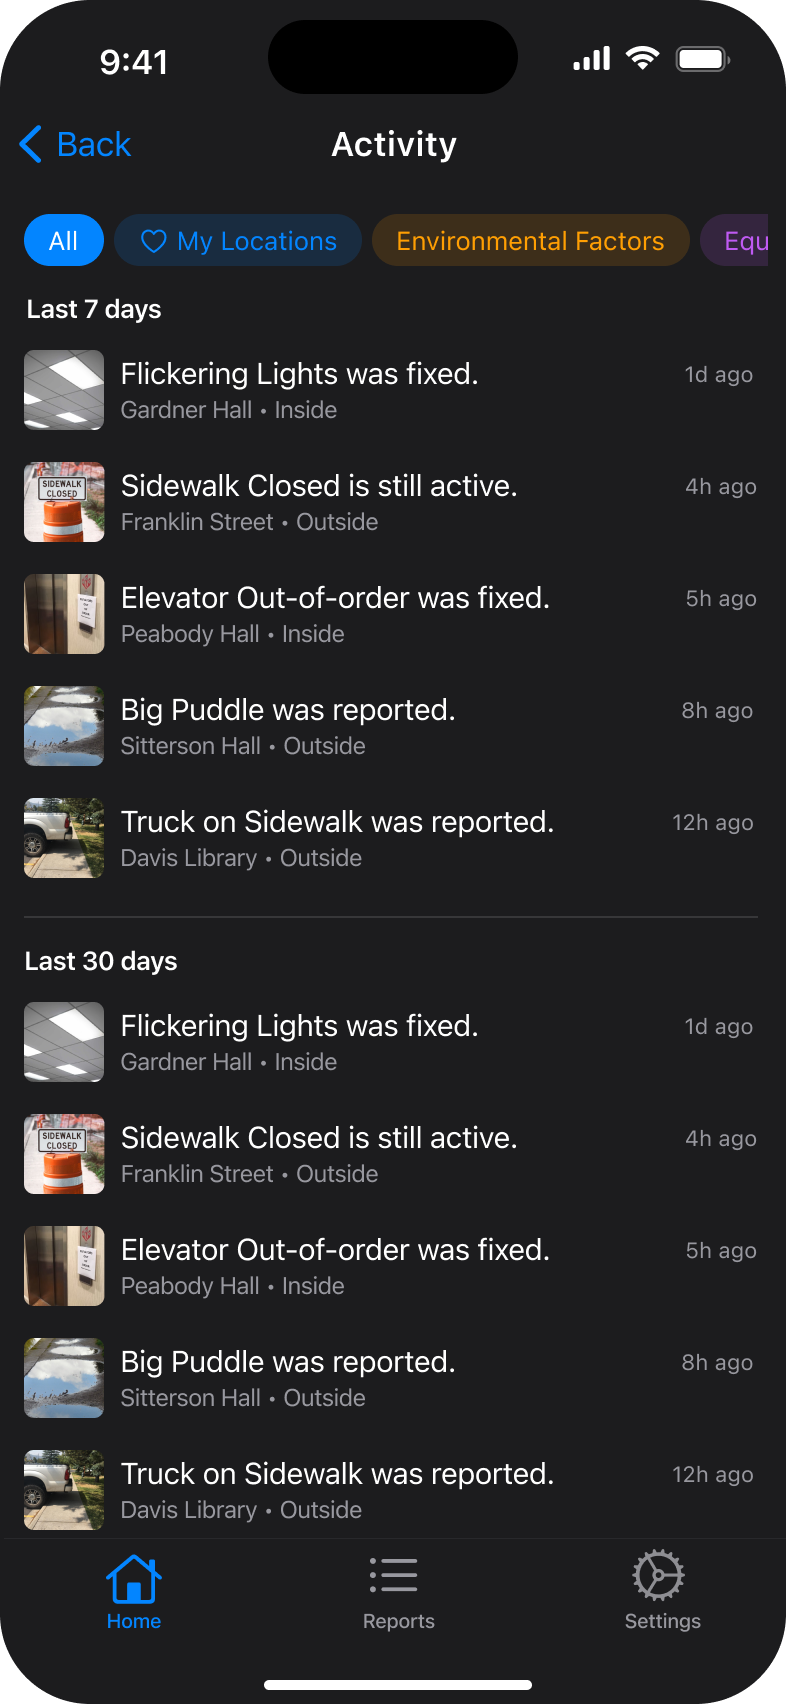 9:41
Back
Activity
All
My Locations
Environmental Factors
Equ
Last 7 days
Flickering Lights was fixed.
1d ago
Gardner Hall • Inside
SIDEWALK
CLOSED
Sidewalk Closed is still active.
4h ago
Franklin Street • Outside
Elevator Out-of-order was fixed.
5h ago
Peabody Hall • Inside
Big Puddle was reported.
8h ago
Sitterson Hall • Outside
Truck on Sidewalk was reported.
12h ago
Davis Library • Outside
Last 30 days
Flickering Lights was fixed.
1d ago
Gardner Hall • Inside
SIDEWALK
CLOSED
Sidewalk Closed is still active.
4h ago
Franklin Street • Outside
Elevator Out-of-order was fixed.
5h ago
Peabody Hall • Inside
Big Puddle was reported.
8h ago
Sitterson Hall • Outside
Truck on Sidewalk was reported.
12h ago
Davis Library • Outside
Home
Reports
Settings